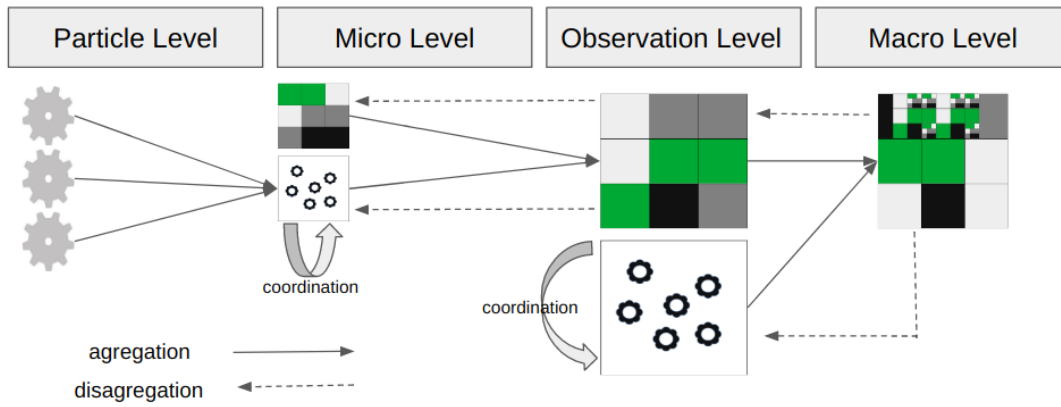 Particle Level
Micro Level
Observation Level
Macro Level
coordination
coordination
agregation
disagregation